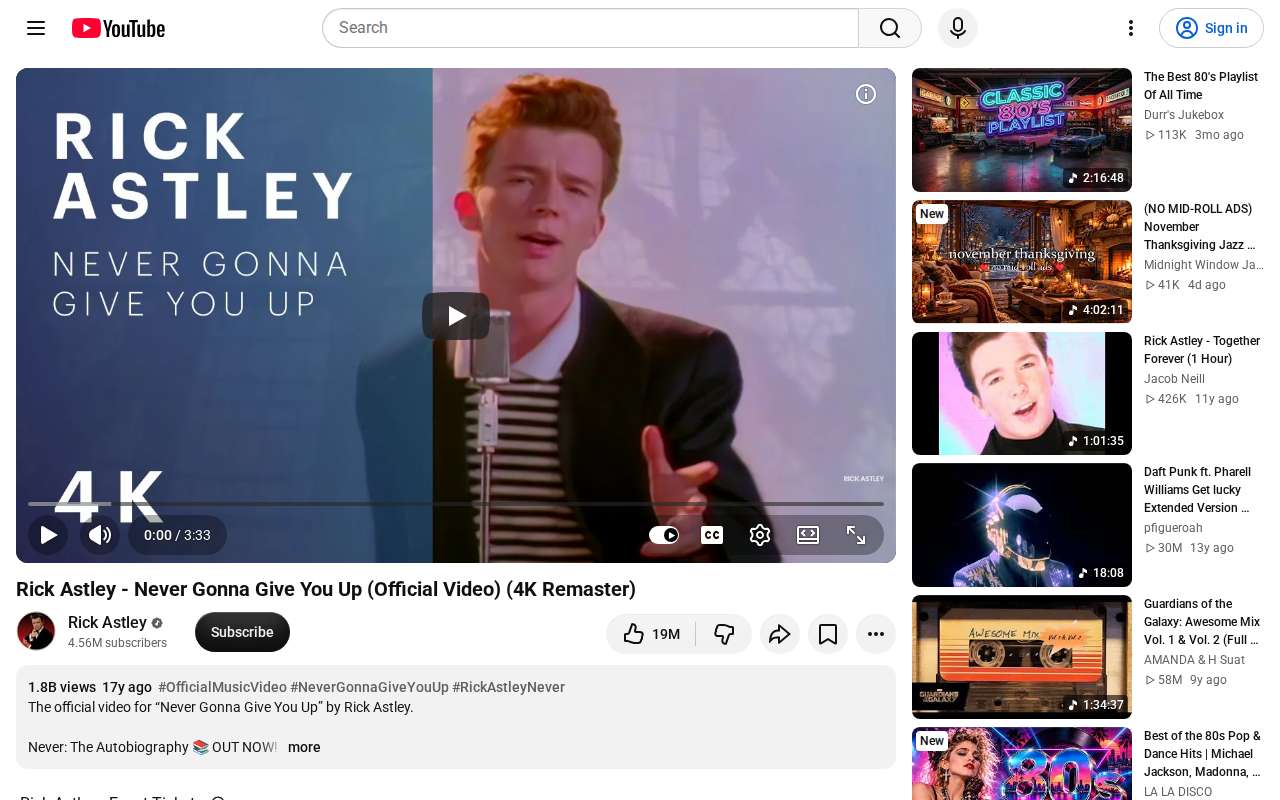 YouTube
Search
Sign in
RICK
ASTLEY
NEVER GONNA
GIVE YOU UP
4K
RICK ASTLEY
0:00 / 3:33
CC
Rick Astley - Never Gonna Give You Up (Official Video) (4K Remaster)
Rick Astley
4.56M subscribers
Subscribe
19M
1.8B views 17y ago #OfficialMusicVideo #NeverGonnaGiveYouUp #RickAstleyNever
The official video for “Never Gonna Give You Up” by Rick Astley.
Never: The Autobiography 📚 OUT NOW! more
CLASSIC
80'S
PLAYLIST
2:16:48
The Best 80's Playlist
Of All Time
Durr's Jukebox
113K 3mo ago
New
november thanksgiving
no mid roll ads
4:02:11
(NO MID-ROLL ADS)
November
Thanksgiving Jazz ...
Midnight Window Ja...
41K 4d ago
1:01:35
Rick Astley - Together
Forever (1 Hour)
Jacob Neill
426K 11y ago
18:08
Daft Punk ft. Pharell
Williams Get lucky
Extended Version ...
pfigueroah
30M 13y ago
AWESOME MIX
GUARDIANS
GALAXY
1:34:37
Guardians of the
Galaxy: Awesome Mix
Vol. 1 & Vol. 2 (Full ...
AMANDA & H Suat
58M 9y ago
New
80s
Best of the 80s Pop &
Dance Hits | Michael
Jackson, Madonna, ...
LA LA DISCO